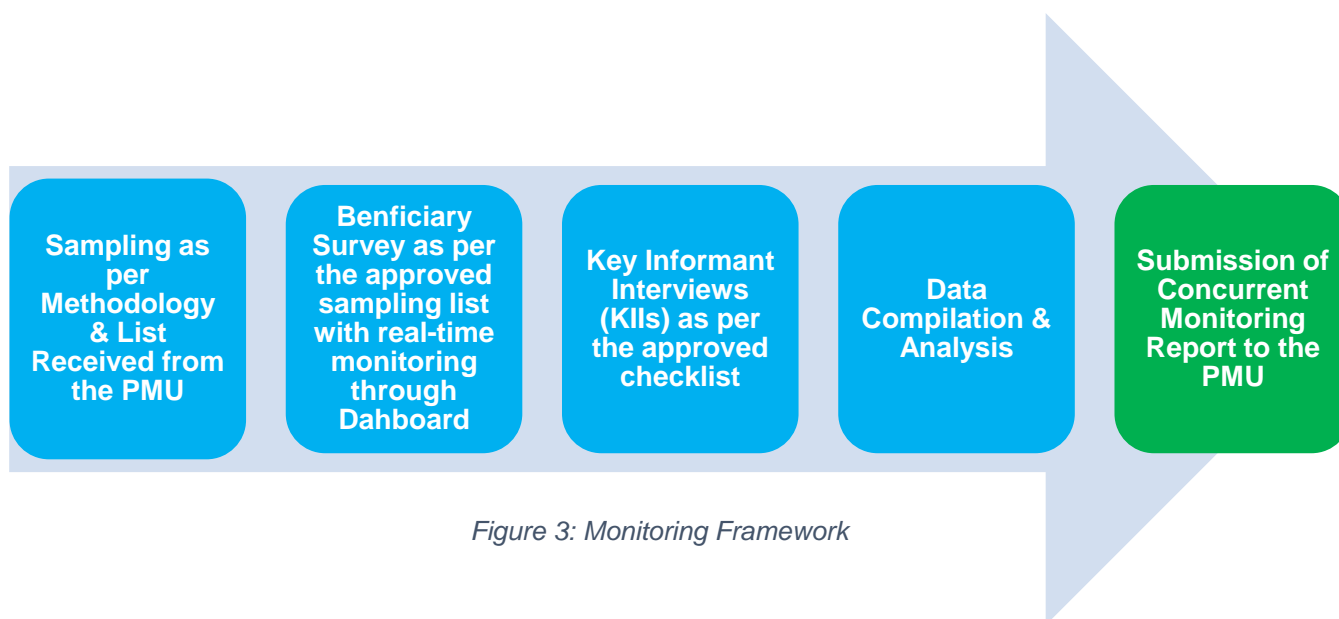 Sampling as
per
Methodology
& List
Received from
the PMU
Benficiary
Survey as per
the approved
sampling list
with real-time
monitoring
through
Dahboard
Key Informant
Interviews
(KIIs) as per
the approved
checklist
Data
Compilation &
Analysis
Submission of
Concurrent
Monitoring
Report to the
PMU
Figure 3: Monitoring Framework